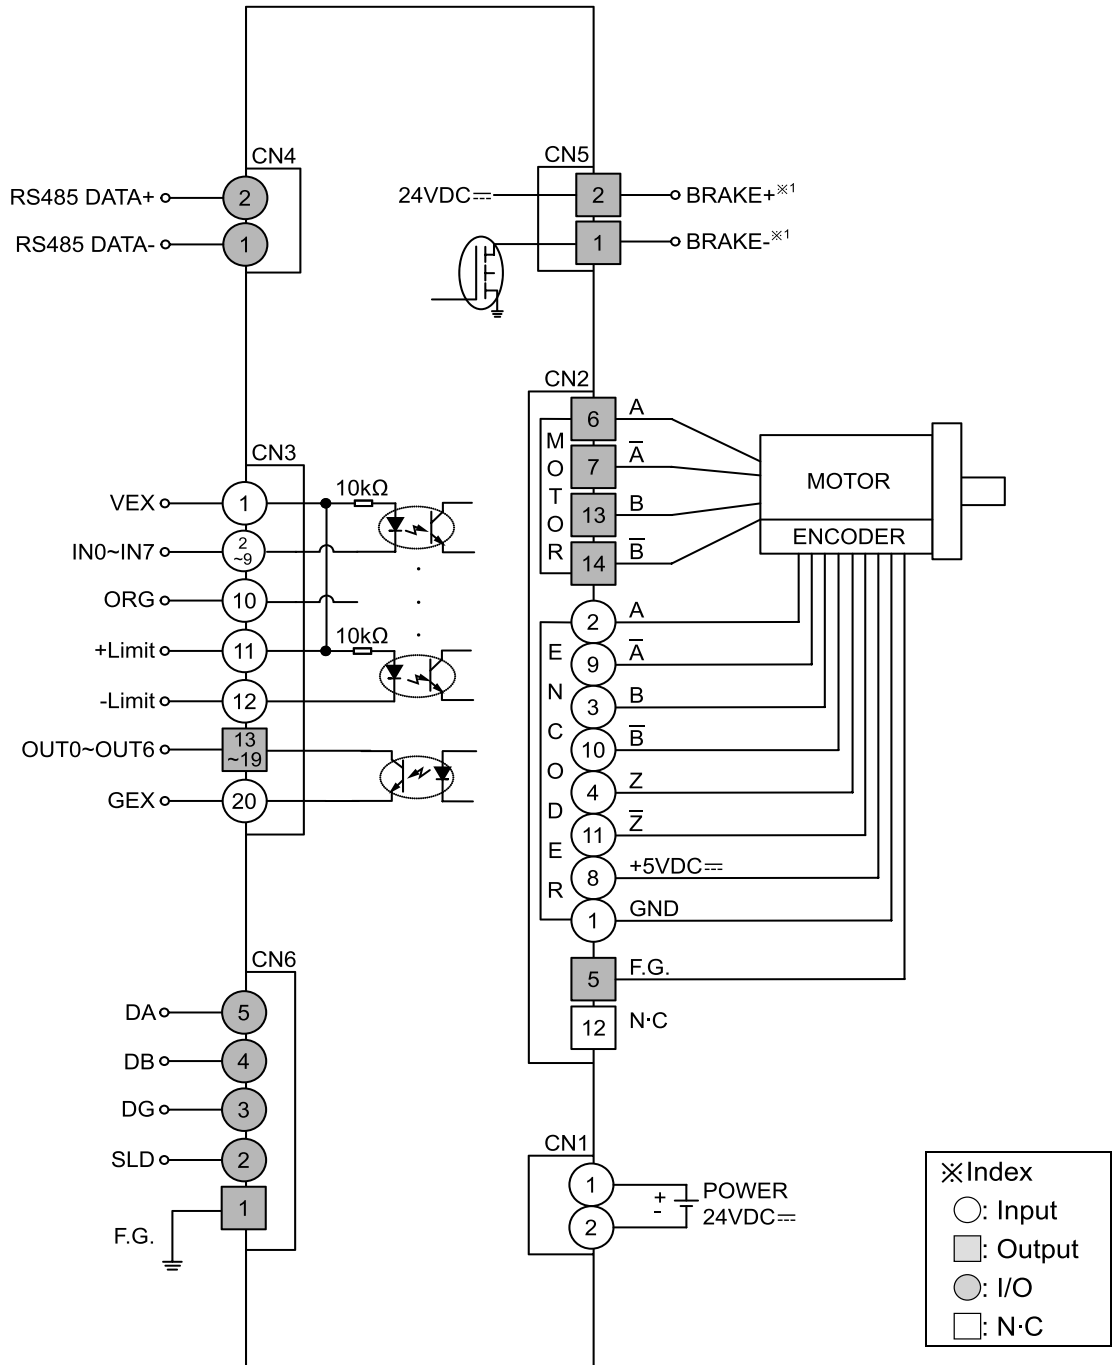 CN4
RS485 DATA+ 2
RS485 DATA- 1
CN5
24VDC⎓ 2 BRAKE+※1
1 BRAKE-※1
CN3
VEX 1 10kΩ
IN0~IN7 2
~9
ORG 10
+Limit 11 10kΩ
-Limit 12
OUT0~OUT6 13
~19
GEX 20
CN2
MOTOR
6 A
7 A̅
13 B
14 B̅
MOTOR
ENCODER
ENCODER
2 A
9 A̅
3 B
10 B̅
4 Z
11 Z̅
8 +5VDC⎓
1 GND
5 F.G.
12 N·C
CN6
DA 5
DB 4
DG 3
SLD 2
1
F.G.
CN1
1 + POWER
2 - 24VDC⎓
※Index
: Input
: Output
: I/O
: N·C